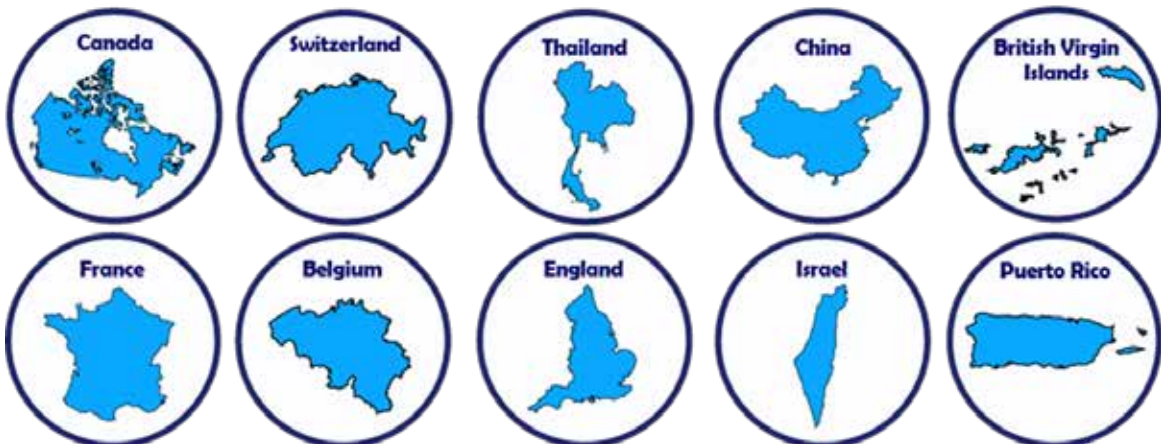 Canada
Switzerland
Thailand
China
British Virgin
Islands
France
Belgium
England
Israel
Puerto Rico